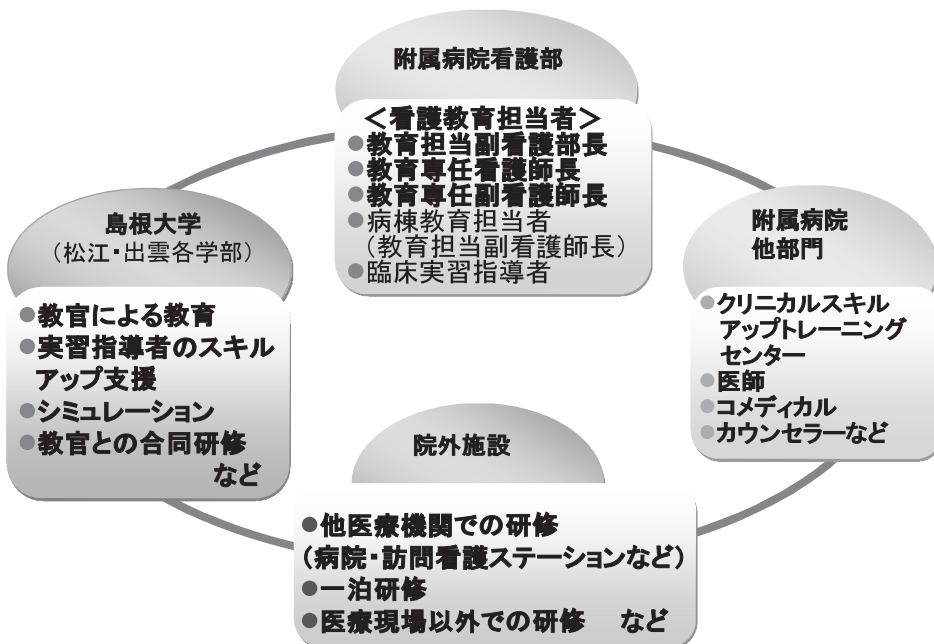 附属病院看護部
＜看護教育担当者＞
●教育担当副看護部長
●教育専任看護師長
●教育専任副看護師長
●病棟教育担当者
（教育担当副看護師長）
●臨床実習指導者
島根大学
（松江・出雲各学部）
●教官による教育
●実習指導者のスキル
アップ支援
●シミュレーション
●教官との合同研修
など
附属病院
他部門
●クリニカルスキル
アップトレーニング
センター
●医師
●コメディカル
●カウンセラーなど
院外施設
●他医療機関での研修
（病院・訪問看護ステーションなど）
●一泊研修
●医療現場以外での研修　など